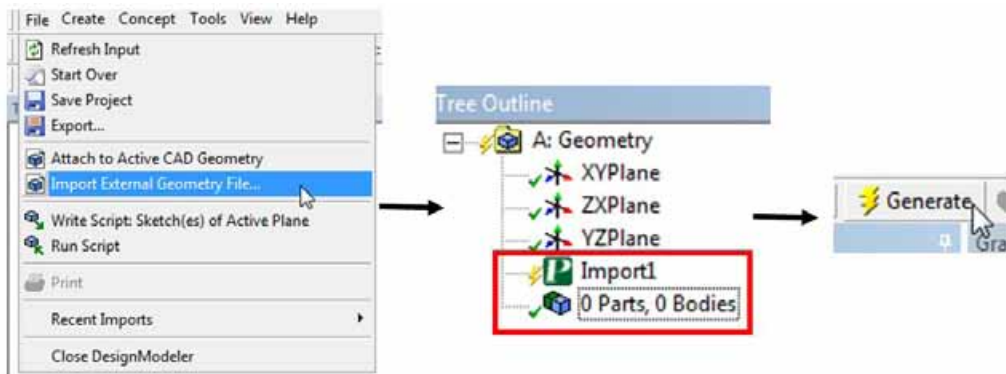 File Create Concept Tools View Help
Refresh Input
Start Over
Save Project
Export...
Attach to Active CAD Geometry
Import External Geometry File...
Write Script: Sketch(es) of Active Plane
Run Script
Print
Recent Imports
Close DesignModeler
Tree Outline
A: Geometry
XYPlane
ZXPlane
YZPlane
Import1
0 Parts, 0 Bodies
Generate
Gra